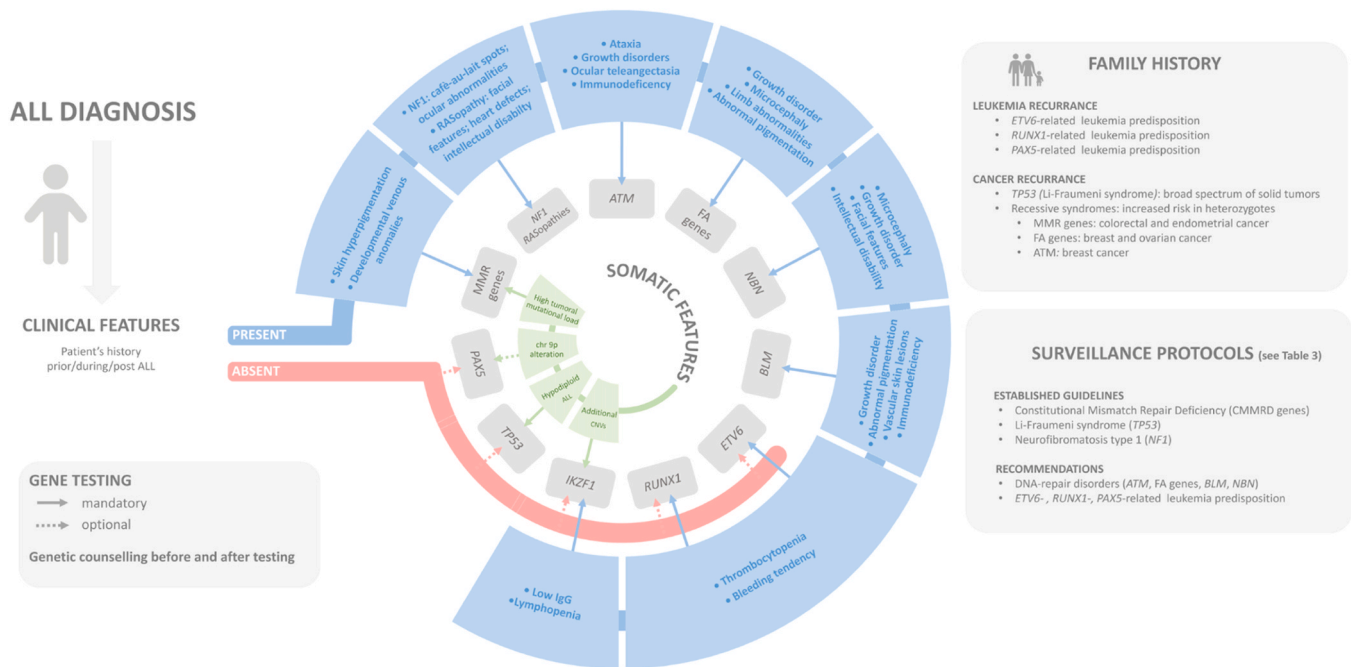 ALL DIAGNOSIS
CLINICAL FEATURES
Patient's history
prior/during/post ALL
PRESENT
ABSENT
GENE TESTING
mandatory
optional
Genetic counselling before and after testing
• Skin hyperpigmentation
• Developmental venous
anomalies
• NF1: cafè-au-lait spots;
ocular abnormalities
• RASopathy: facial
features; heart defects;
intellectual disabilty
• Ataxia
• Growth disorders
• Ocular teleangectasia
• Immunodeficency
• Growth disorder
• Microcephaly
• Limb abnormalities
• Abnormal pigmentation
• Microcephaly
• Growth disorder
• Facial features
• Intellectual disability
• Growth disorder
• Abnormal pigmentation
• Vascular skin lesions
• Immunodeficiency
• Thrombocytopenia
• Bleeding tendency
• Low IgG
• Lymphopenia
MMR
genes
NF1
RASopathies
ATM
FA
genes
NBN
BLM
ETV6
RUNX1
IKZF1
TP53
PAX5
SOMATIC FEATURES
High tumoral
mutational load
chr 9p
alteration
Hypodiploid
ALL
Additional
CNVs
FAMILY HISTORY
LEUKEMIA RECURRANCE
• ETV6-related leukemia predisposition
• RUNX1-related leukemia predisposition
• PAX5-related leukemia predisposition
CANCER RECURRANCE
• TP53 (Li-Fraumeni syndrome): broad spectrum of solid tumors
• Recessive syndromes: increased risk in heterozygotes
• MMR genes: colorectal and endometrial cancer
• FA genes: breast and ovarian cancer
• ATM: breast cancer
SURVEILLANCE PROTOCOLS (see Table 3)
ESTABLISHED GUIDELINES
• Constitutional Mismatch Repair Deficiency (CMMRD genes)
• Li-Fraumeni syndrome (TP53)
• Neurofibromatosis type 1 (NF1)
RECOMMENDATIONS
• DNA-repair disorders (ATM, FA genes, BLM, NBN)
• ETV6- , RUNX1-, PAX5-related leukemia predisposition